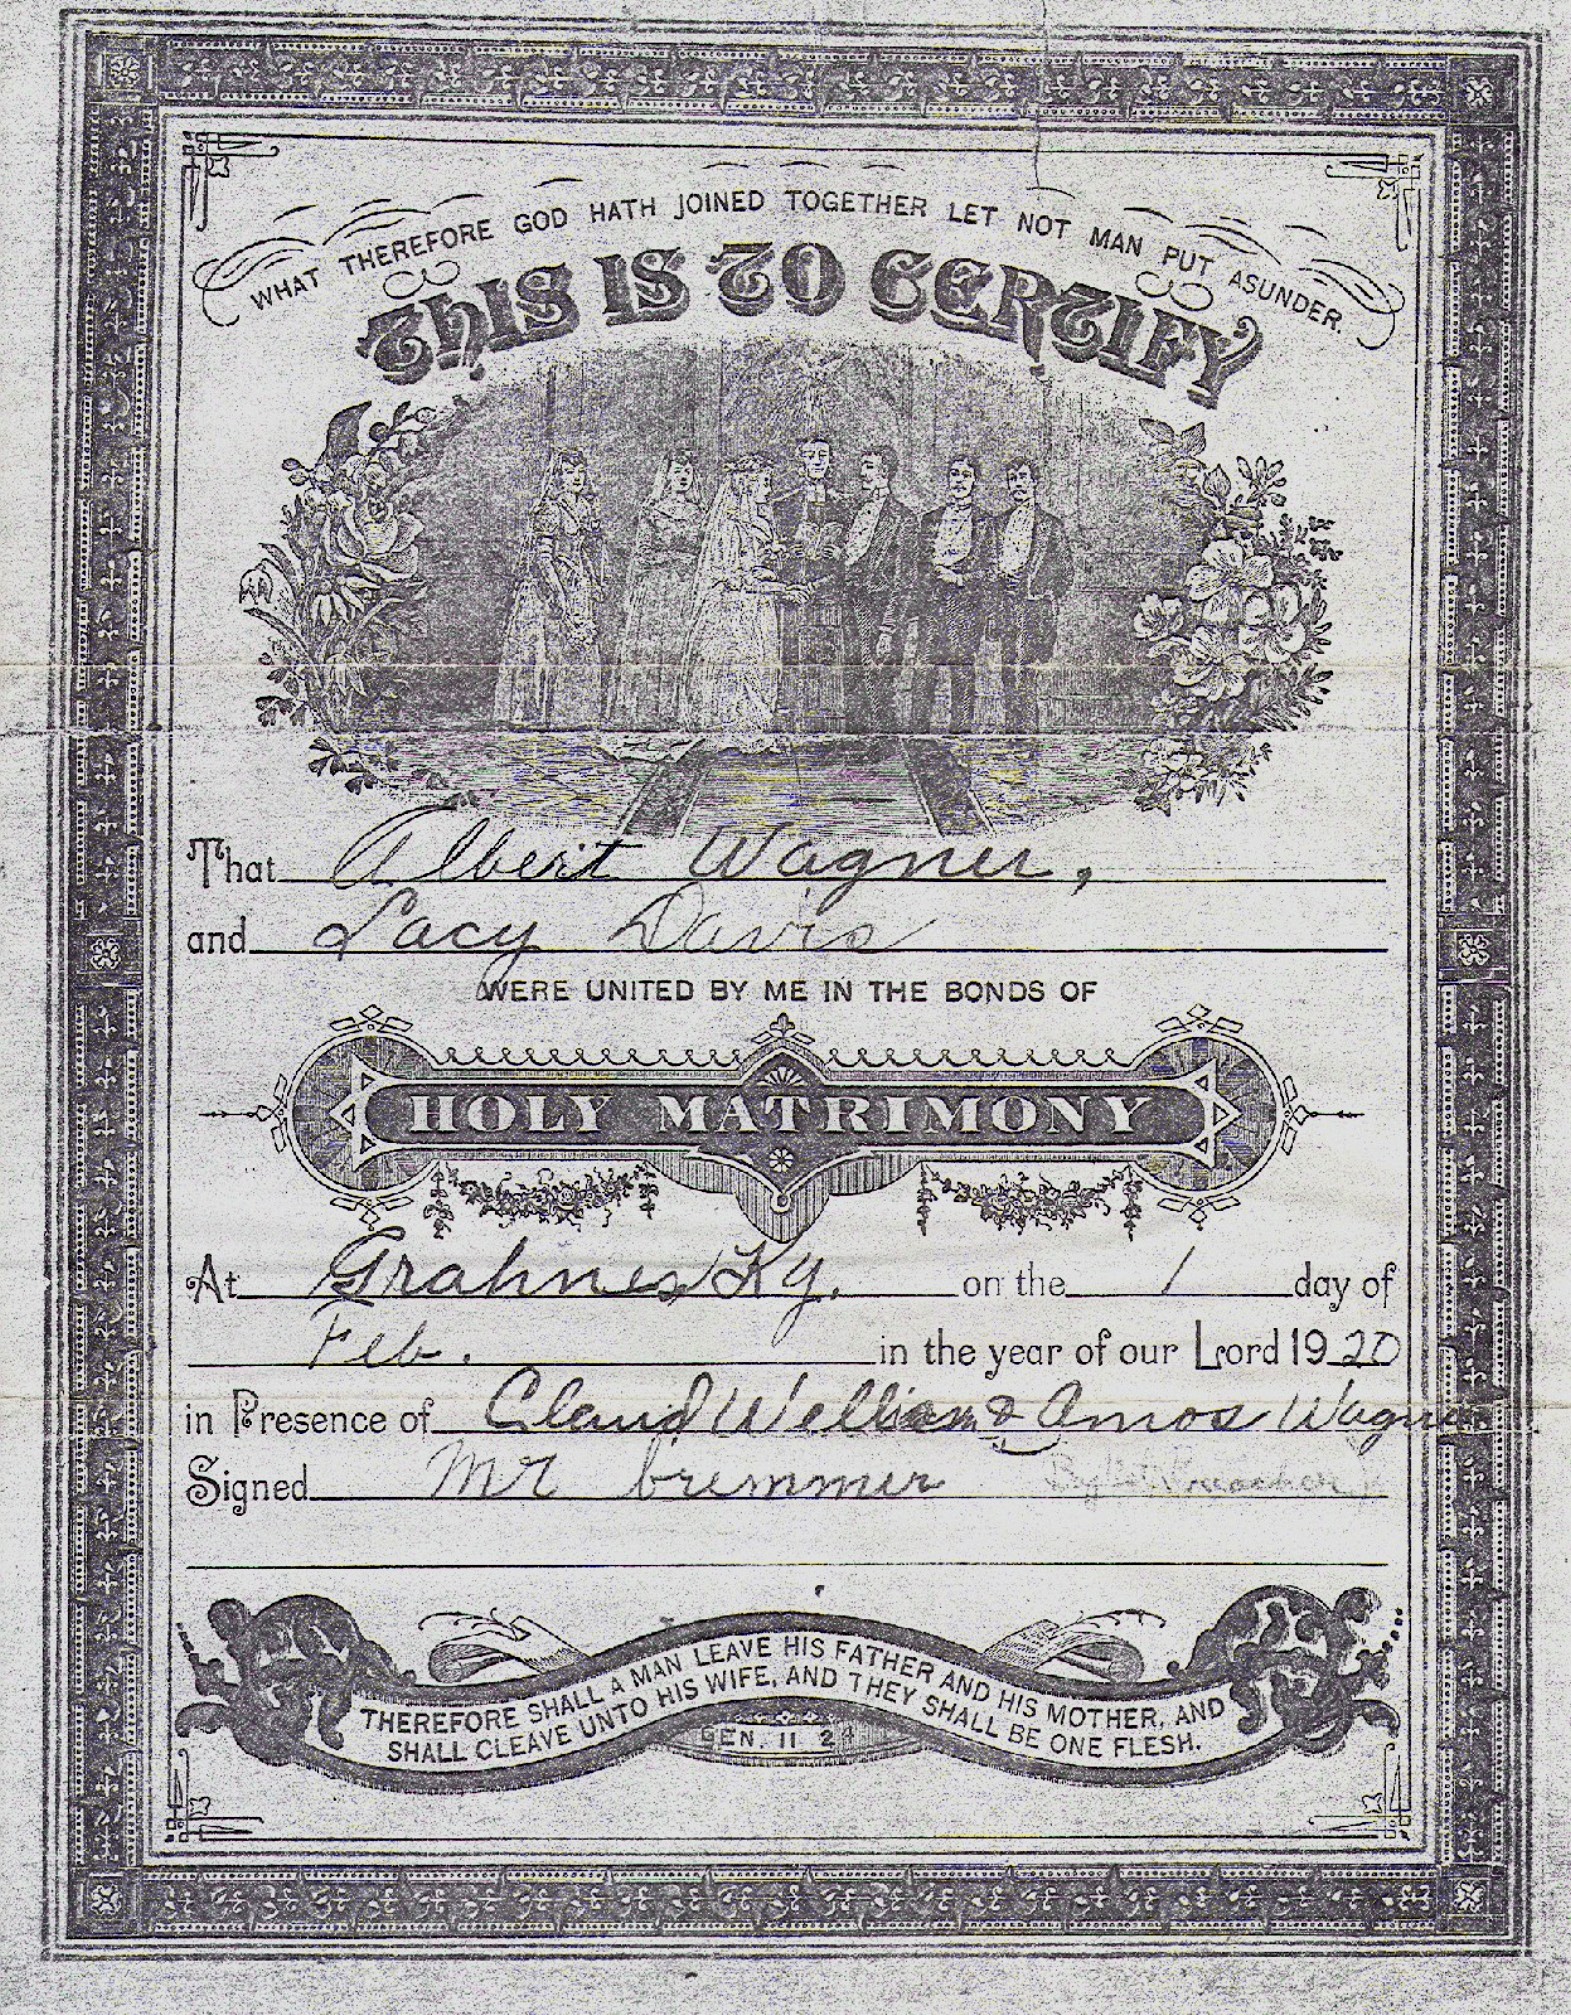 WHAT THEREFORE GOD HATH JOINED TOGETHER LET NOT MAN PUT ASUNDER.
THIS IS TO CERTIFY
That Albert Wagner,
and Lacy Davis
WERE UNITED BY ME IN THE BONDS OF
HOLY MATRIMONY
At Grahnes Ky. on the 1 day of
Feb. in the year of our Lord 1920
in Presence of Claud William & Amos Wagner
Signed Mr bremmer Preacher
THEREFORE SHALL A MAN LEAVE HIS FATHER AND HIS MOTHER, AND
SHALL CLEAVE UNTO HIS WIFE, AND THEY SHALL BE ONE FLESH.
GEN. II 24